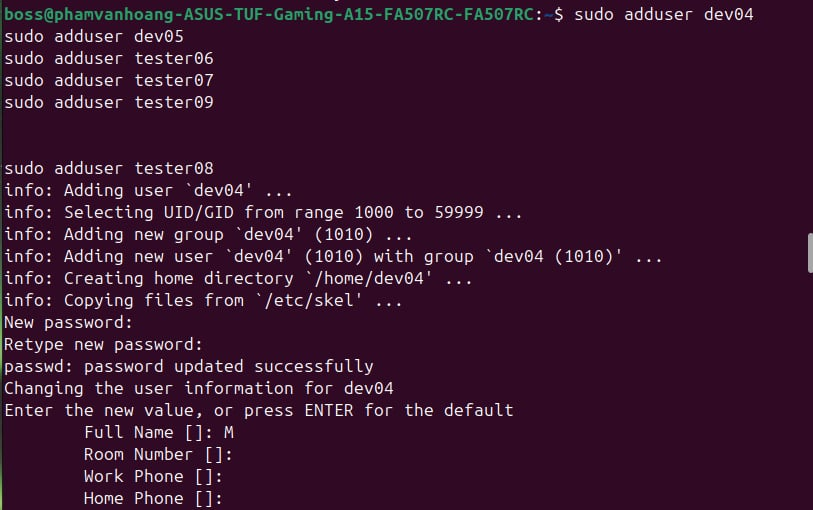 boss@phamvanhoang-ASUS-TUF-Gaming-A15-FA507RC-FA507RC:~$ sudo adduser dev04
sudo adduser dev05
sudo adduser tester06
sudo adduser tester07
sudo adduser tester09
sudo adduser tester08
info: Adding user `dev04' ...
info: Selecting UID/GID from range 1000 to 59999 ...
info: Adding new group `dev04' (1010) ...
info: Adding new user `dev04' (1010) with group `dev04 (1010)' ...
info: Creating home directory `/home/dev04' ...
info: Copying files from `/etc/skel' ...
New password:
Retype new password:
passwd: password updated successfully
Changing the user information for dev04
Enter the new value, or press ENTER for the default
Full Name []: M
Room Number []:
Work Phone []:
Home Phone []: